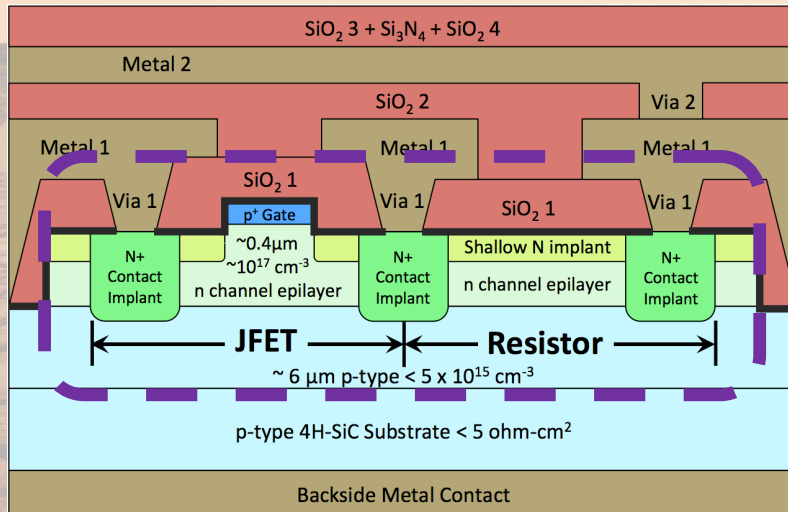 SiO2 3 + Si3N4 + SiO2 4
Metal 2
SiO2 2
Via 2
Metal 1
Metal 1
Metal 1
Via 1
SiO2 1
Via 1
SiO2 1
Via 1
p+ Gate
~0.4µm
~10^17 cm^-3
n channel epilayer
N+
Contact
Implant
N+
Contact
Implant
Shallow N implant
n channel epilayer
N+
Contact
Implant
JFET
Resistor
~ 6 µm p-type < 5 x 10^15 cm^-3
p-type 4H-SiC Substrate < 5 ohm-cm^2
Backside Metal Contact